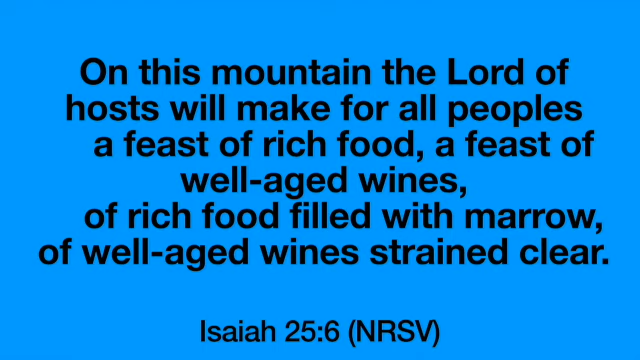 On this mountain the Lord of
hosts will make for all peoples
a feast of rich food, a feast of
well-aged wines,
of rich food filled with marrow,
of well-aged wines strained clear.
Isaiah 25:6 (NRSV)